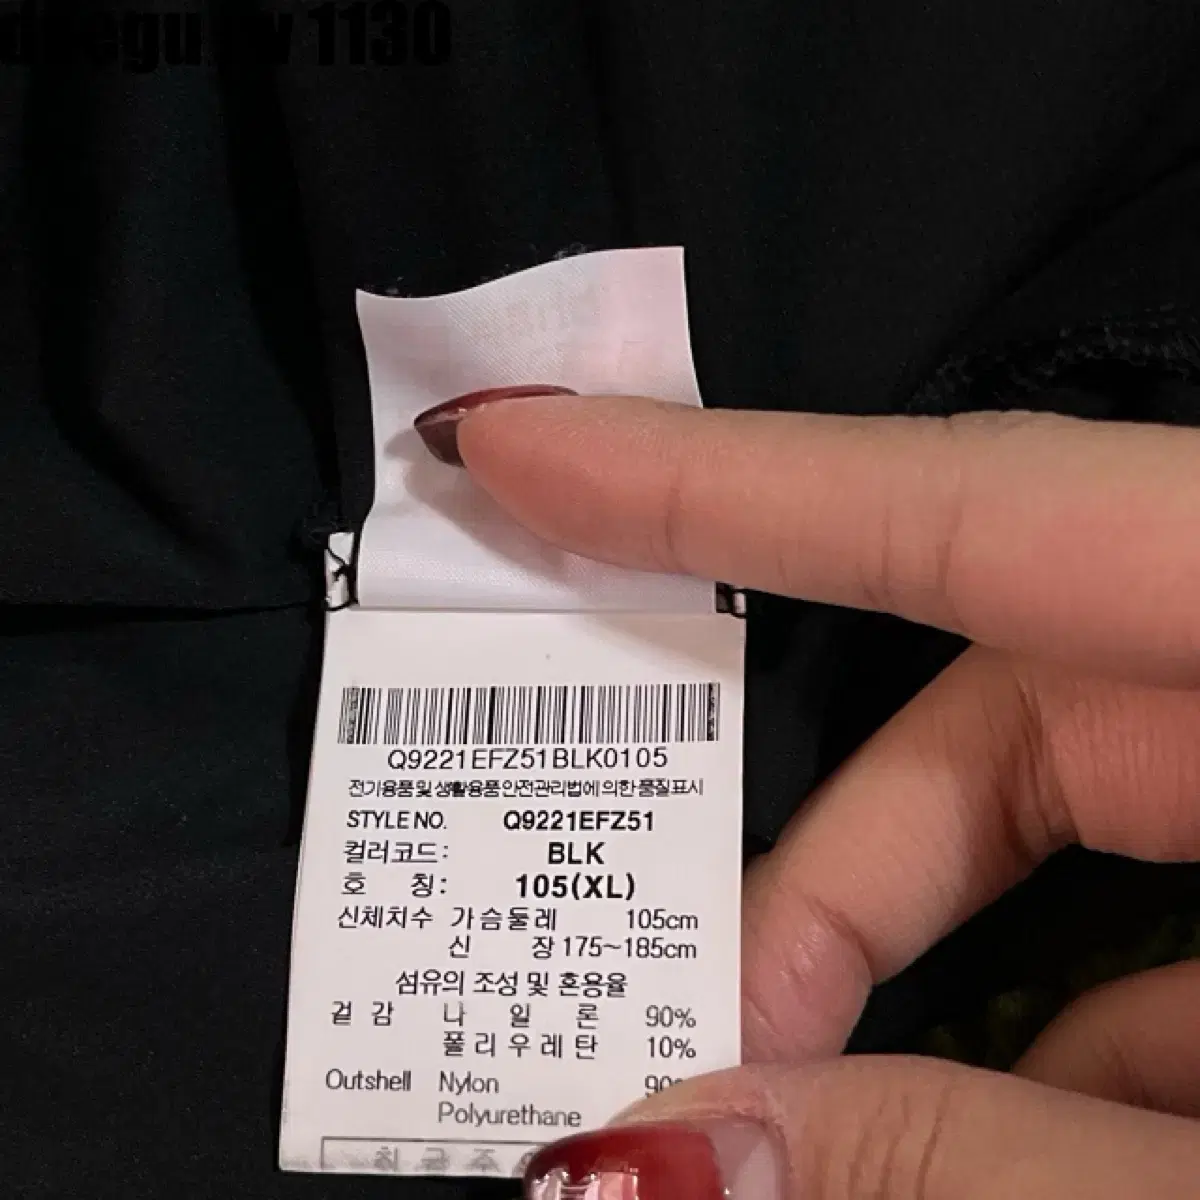 daegu rw 1130
Q9221EFZ51BLK0105
전기용품 및 생활용품 안전관리법에 의한 품질표시
STYLE NO. Q9221EFZ51
컬러코드: BLK
호 칭: 105(XL)
신체치수 가슴둘레 105cm
신 장 175~185cm
섬유의 조성 및 혼용율
겉감 나일론 90%
폴리우레탄 10%
Outshell Nylon
Polyurethane